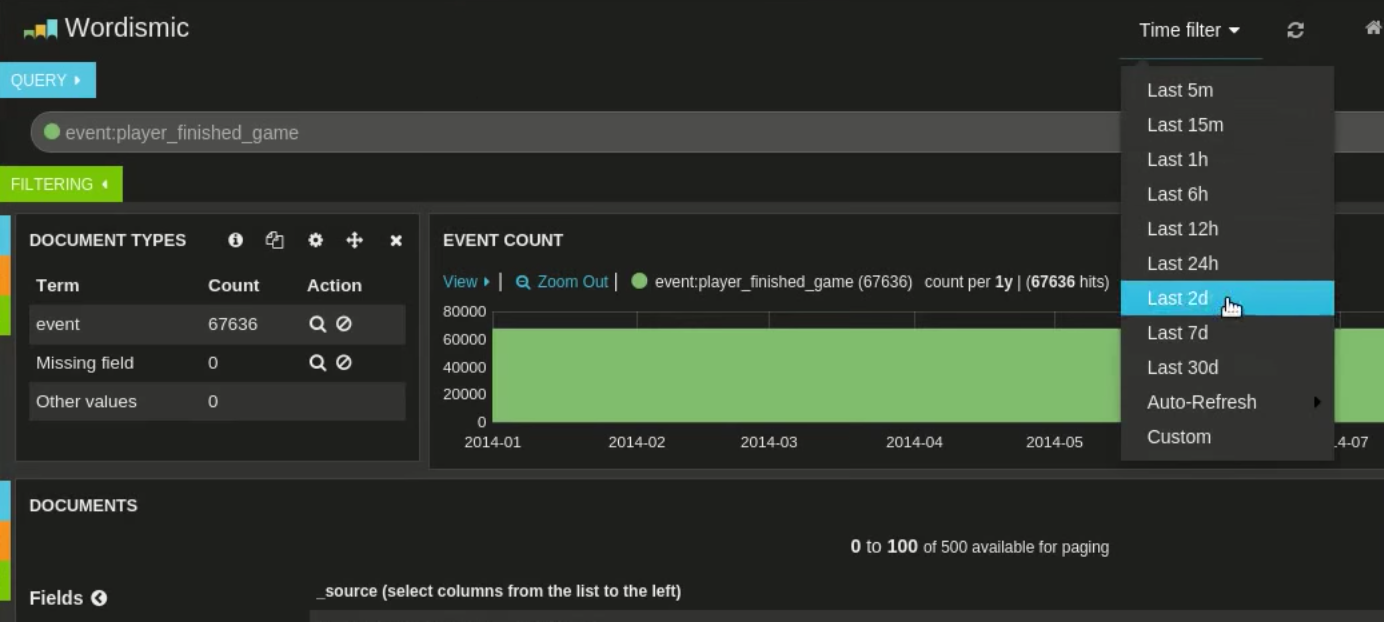 Wordismic
Time filter
QUERY
event:player_finished_game
FILTERING
Last 5m
Last 15m
Last 1h
Last 6h
Last 12h
Last 24h
Last 2d
Last 7d
Last 30d
Auto-Refresh
Custom
DOCUMENT TYPES
Term Count Action
event 67636
Missing field 0
Other values 0
EVENT COUNT
View | Zoom Out | event:player_finished_game (67636) count per 1y | (67636 hits)
80000
60000
40000
20000
0
2014-01 2014-02 2014-03 2014-04 2014-05 4-07
DOCUMENTS
0 to 100 of 500 available for paging
Fields
_source (select columns from the list to the left)